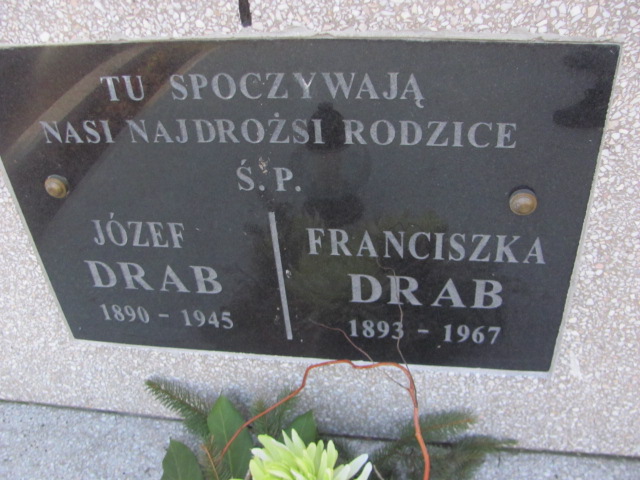 TU SPOCZYWAJĄ
NASI NAJDROŻSI RODZICE
Ś.P.
JÓZEF
DRAB
1890 - 1945
FRANCISZKA
DRAB
1893 - 1967